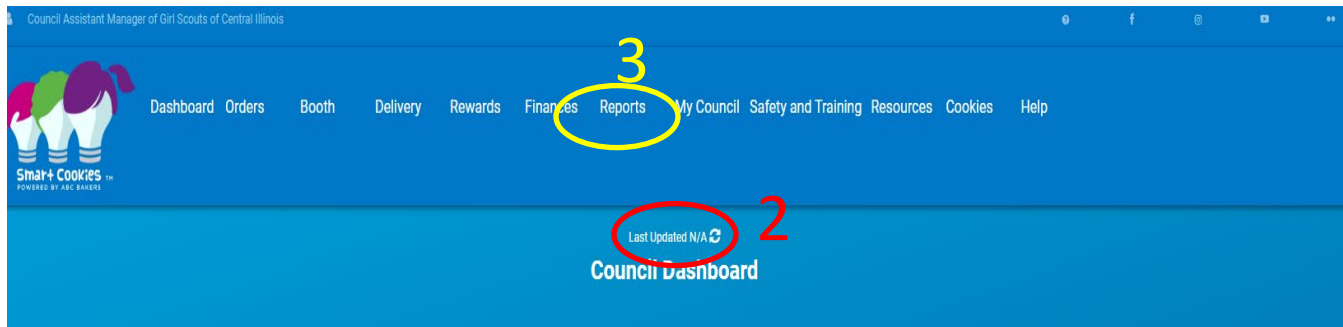 Council Assistant Manager of Girl Scouts of Central Illinois
3
Dashboard Orders Booth Delivery Rewards Finances Reports My Council Safety and Training Resources Cookies Help
Smart Cookies TM
POWERED BY ABC BAKERS
Last Updated N/A 2
Council Dashboard